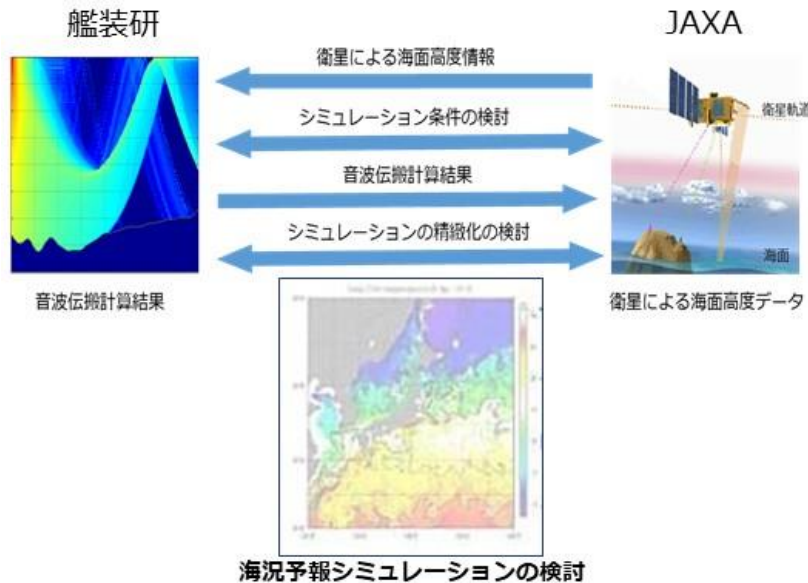 艦装研
JAXA
衛星による海面高度情報
シミュレーション条件の検討
音波伝搬計算結果
シミュレーションの精緻化の検討
衛星軌道
海面
音波伝搬計算結果
衛星による海面高度データ
海況予報シミュレーションの検討